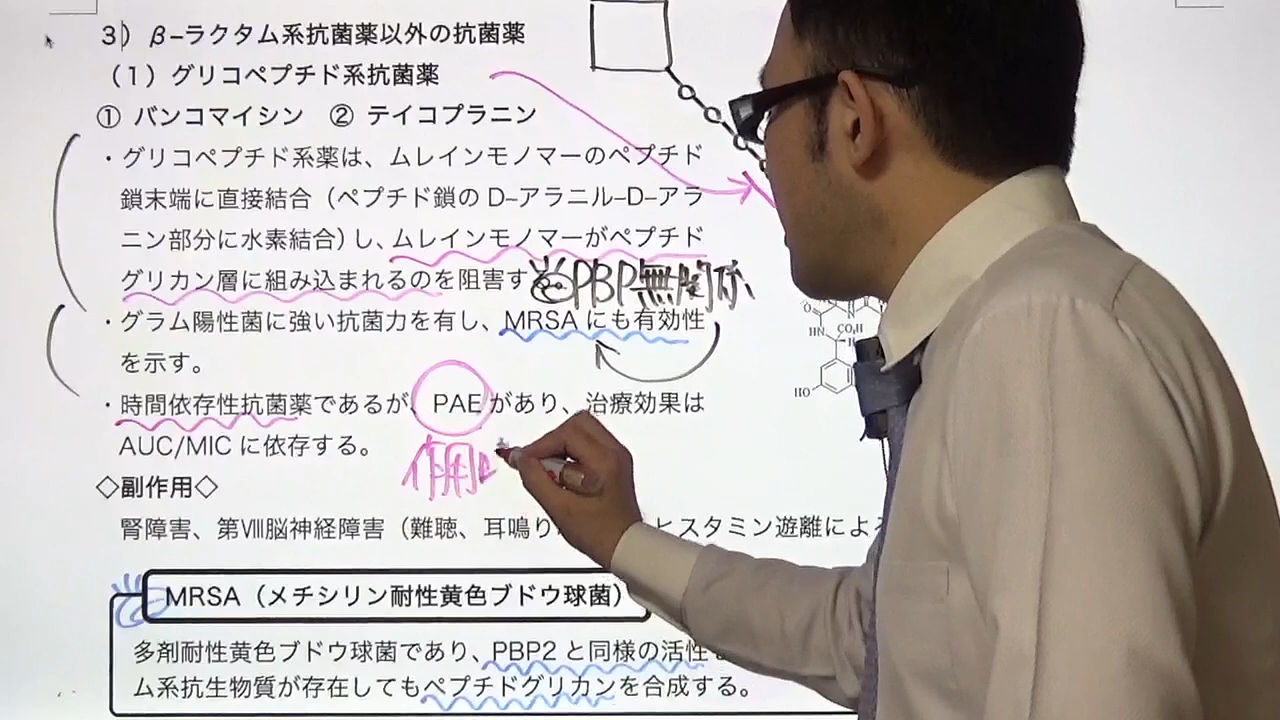 3) β−ラクタム系抗菌薬以外の抗菌薬
（1）グリコペプチド系抗菌薬
① バンコマイシン ② テイコプラニン
・グリコペプチド系薬は、ムレインモノマーのペプチド
鎖末端に直接結合（ペプチド鎖の D−アラニル−D−アラ
ニン部分に水素結合）し、ムレインモノマーがペプチド
グリカン層に組み込まれるのを阻害する。
PBP無関係
・グラム陽性菌に強い抗菌力を有し、MRSA にも有効性
を示す。
・時間依存性抗菌薬であるが、PAE があり、治療効果は
作用
AUC/MIC に依存する。
◇副作用◇
腎障害、第Ⅷ脳神経障害（難聴、耳鳴り ヒスタミン遊離によ
MRSA（メチシリン耐性黄色ブドウ球菌）
多剤耐性黄色ブドウ球菌であり、PBP2 と同様の活性
ム系抗生物質が存在してもペプチドグリカンを合成する。
HN
CO₂H
HO